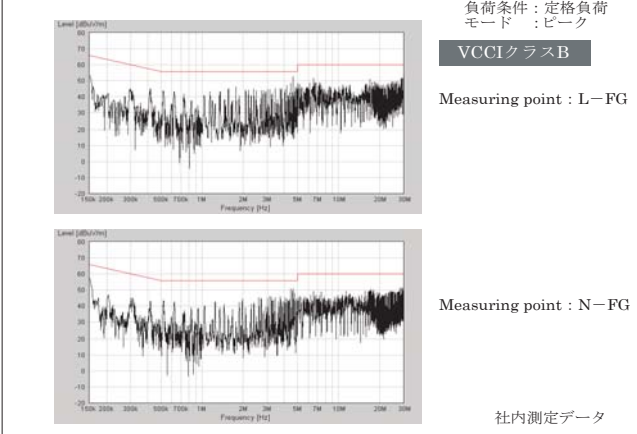 負荷条件：定格負荷
モード　：ピーク
VCCIクラスB
Level [dBuV/m]
80
70
60
50
40
30
20
10
0
-10
-20
150k 200k 300k 500k 700k 1M 2M 3M 5M 7M 10M 20M 30M
Frequency [Hz]
Measuring point：L－FG
Level [dBuV/m]
80
70
60
50
40
30
20
10
0
-10
-20
150k 200k 300k 500k 700k 1M 2M 3M 5M 7M 10M 20M 30M
Frequency [Hz]
Measuring point：N－FG
社内測定データ